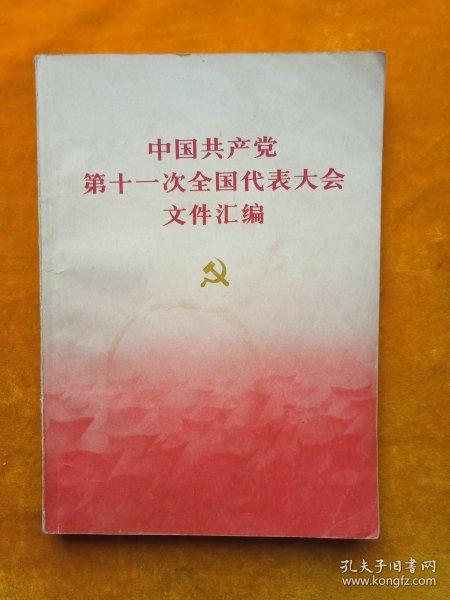 中国共产党
第十一次全国代表大会
文件汇编
孔夫子旧书网
www.kongfz.com